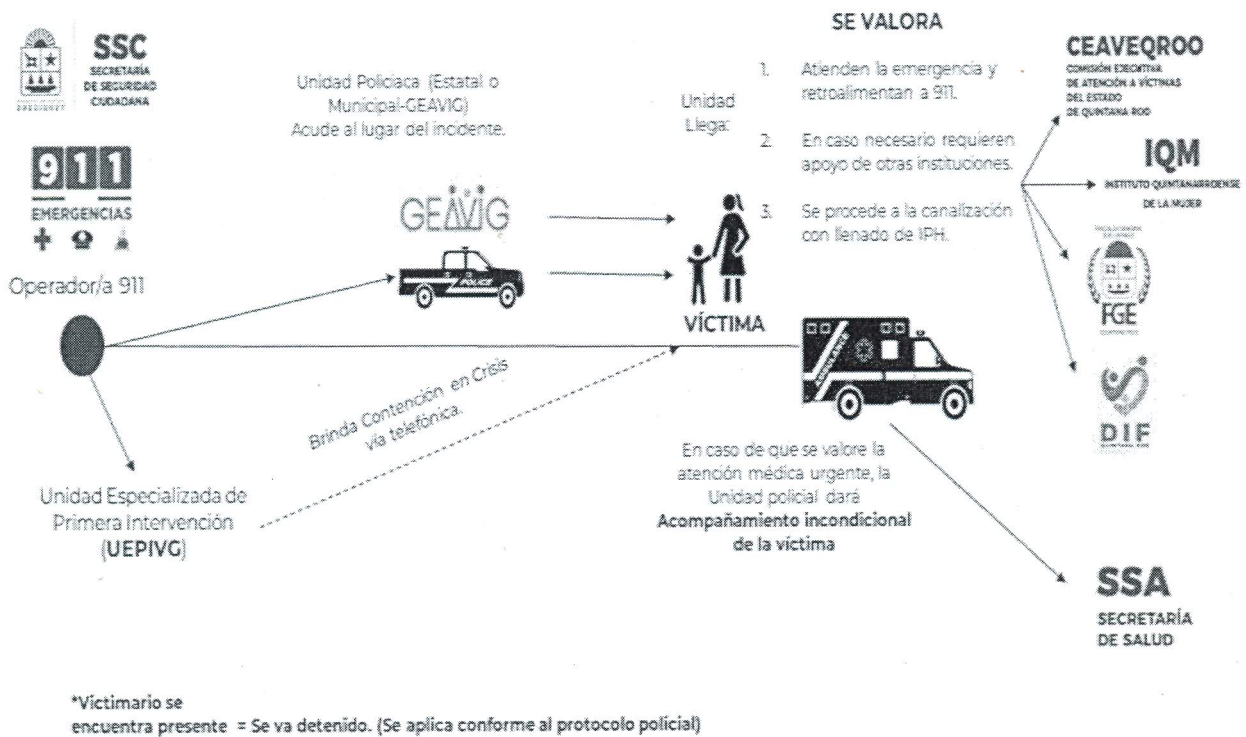 SSC
SECRETARÍA
DE SEGURIDAD
CIUDADANA
911
EMERGENCIAS
Operador/a 911
Unidad Policiaca (Estatal o
Municipal-GEAVIG)
Acude al lugar del incidente.
GEAVIG
POLICE
Unidad
Llega:
VÍCTIMA
SE VALORA
1. Atienden la emergencia y
retroalimentan a 911.
2. En caso necesario requieren
apoyo de otras instituciones.
3. Se procede a la canalización
con llenado de IPH.
CEAVEQROO
COMISIÓN EJECUTIVA
DE ATENCIÓN A VÍCTIMAS
DEL ESTADO
DE QUINTANA ROO
IQM
INSTITUTO QUINTANARROENSE
DE LA MUJER
FGE
DIF
AMBULANCE
Brinda Contención en Crisis
vía telefónica.
Unidad Especializada de
Primera Intervención
(UEPIVG)
En caso de que se valore la
atención médica urgente, la
Unidad policial dará
Acompañamiento incondicional
de la víctima
SSA
SECRETARÍA
DE SALUD
*Víctimario se
encuentra presente = Se va detenido. (Se aplica conforme al protocolo policial)